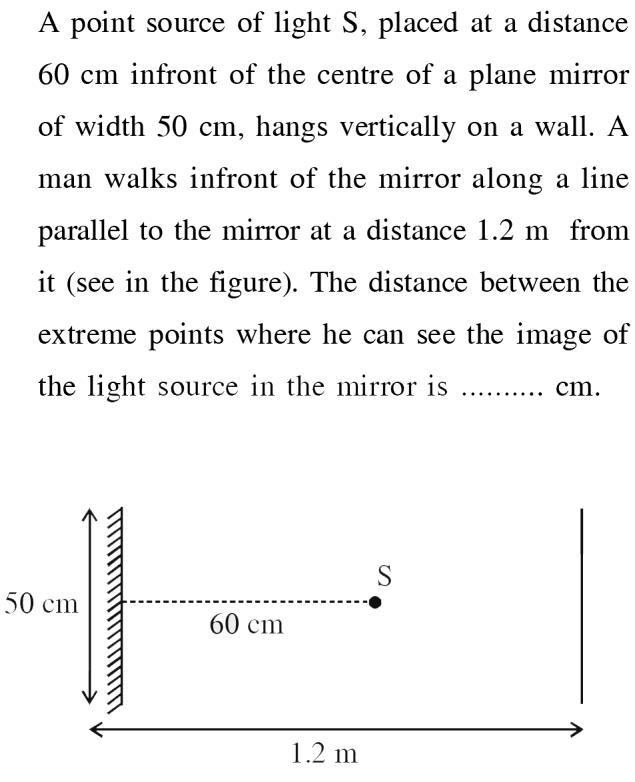 A point source of light S, placed at a distance
60 cm infront of the centre of a plane mirror
of width 50 cm, hangs vertically on a wall. A
man walks infront of the mirror along a line
parallel to the mirror at a distance 1.2 m from
it (see in the figure). The distance between the
extreme points where he can see the image of
the light source in the mirror is .......... cm.
S
50 cm
60 cm
1.2 m